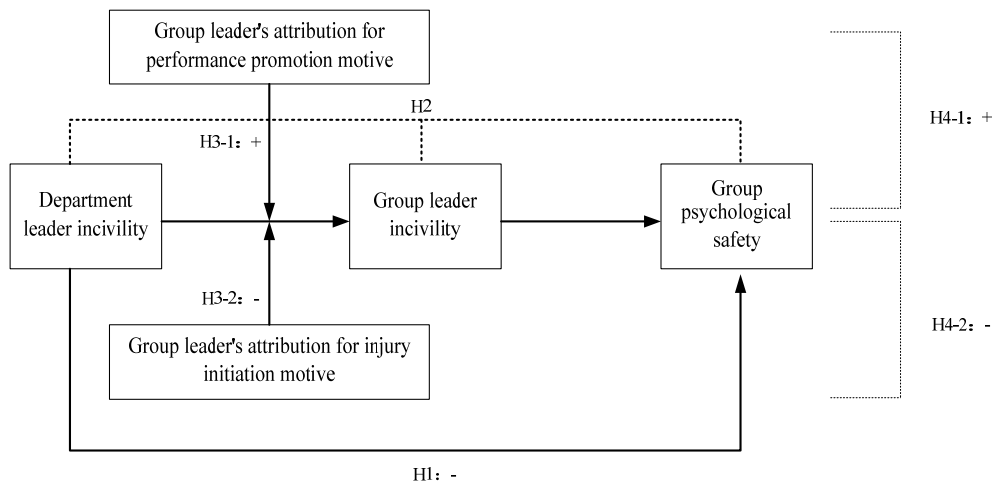 Group leader's attribution for
performance promotion motive
H2
H4-1：+
H3-1：+
Department
leader incivility
Group leader
incivility
Group
psychological
safety
H3-2：-
H4-2：-
Group leader's attribution for injury
initiation motive
H1：-